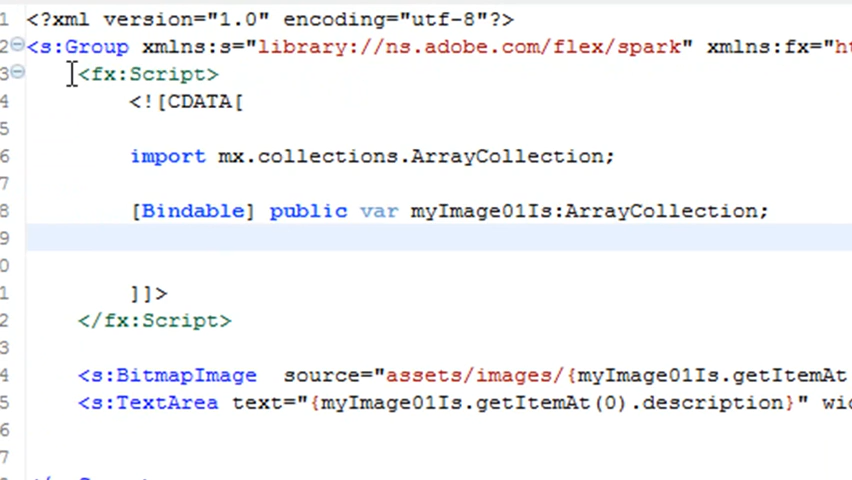 1 <?xml version="1.0" encoding="utf-8"?>
2 <s:Group xmlns:s="library://ns.adobe.com/flex/spark" xmlns:fx="ht
3 <fx:Script>
4 <![CDATA[
5
6 import mx.collections.ArrayCollection;
7
8 [Bindable] public var myImage01Is:ArrayCollection;
9
0
1 ]]>
2 </fx:Script>
3
4 <s:BitmapImage source="assets/images/{myImage01Is.getItemAt
5 <s:TextArea text="{myImage01Is.getItemAt(0).description}" wid
6
7